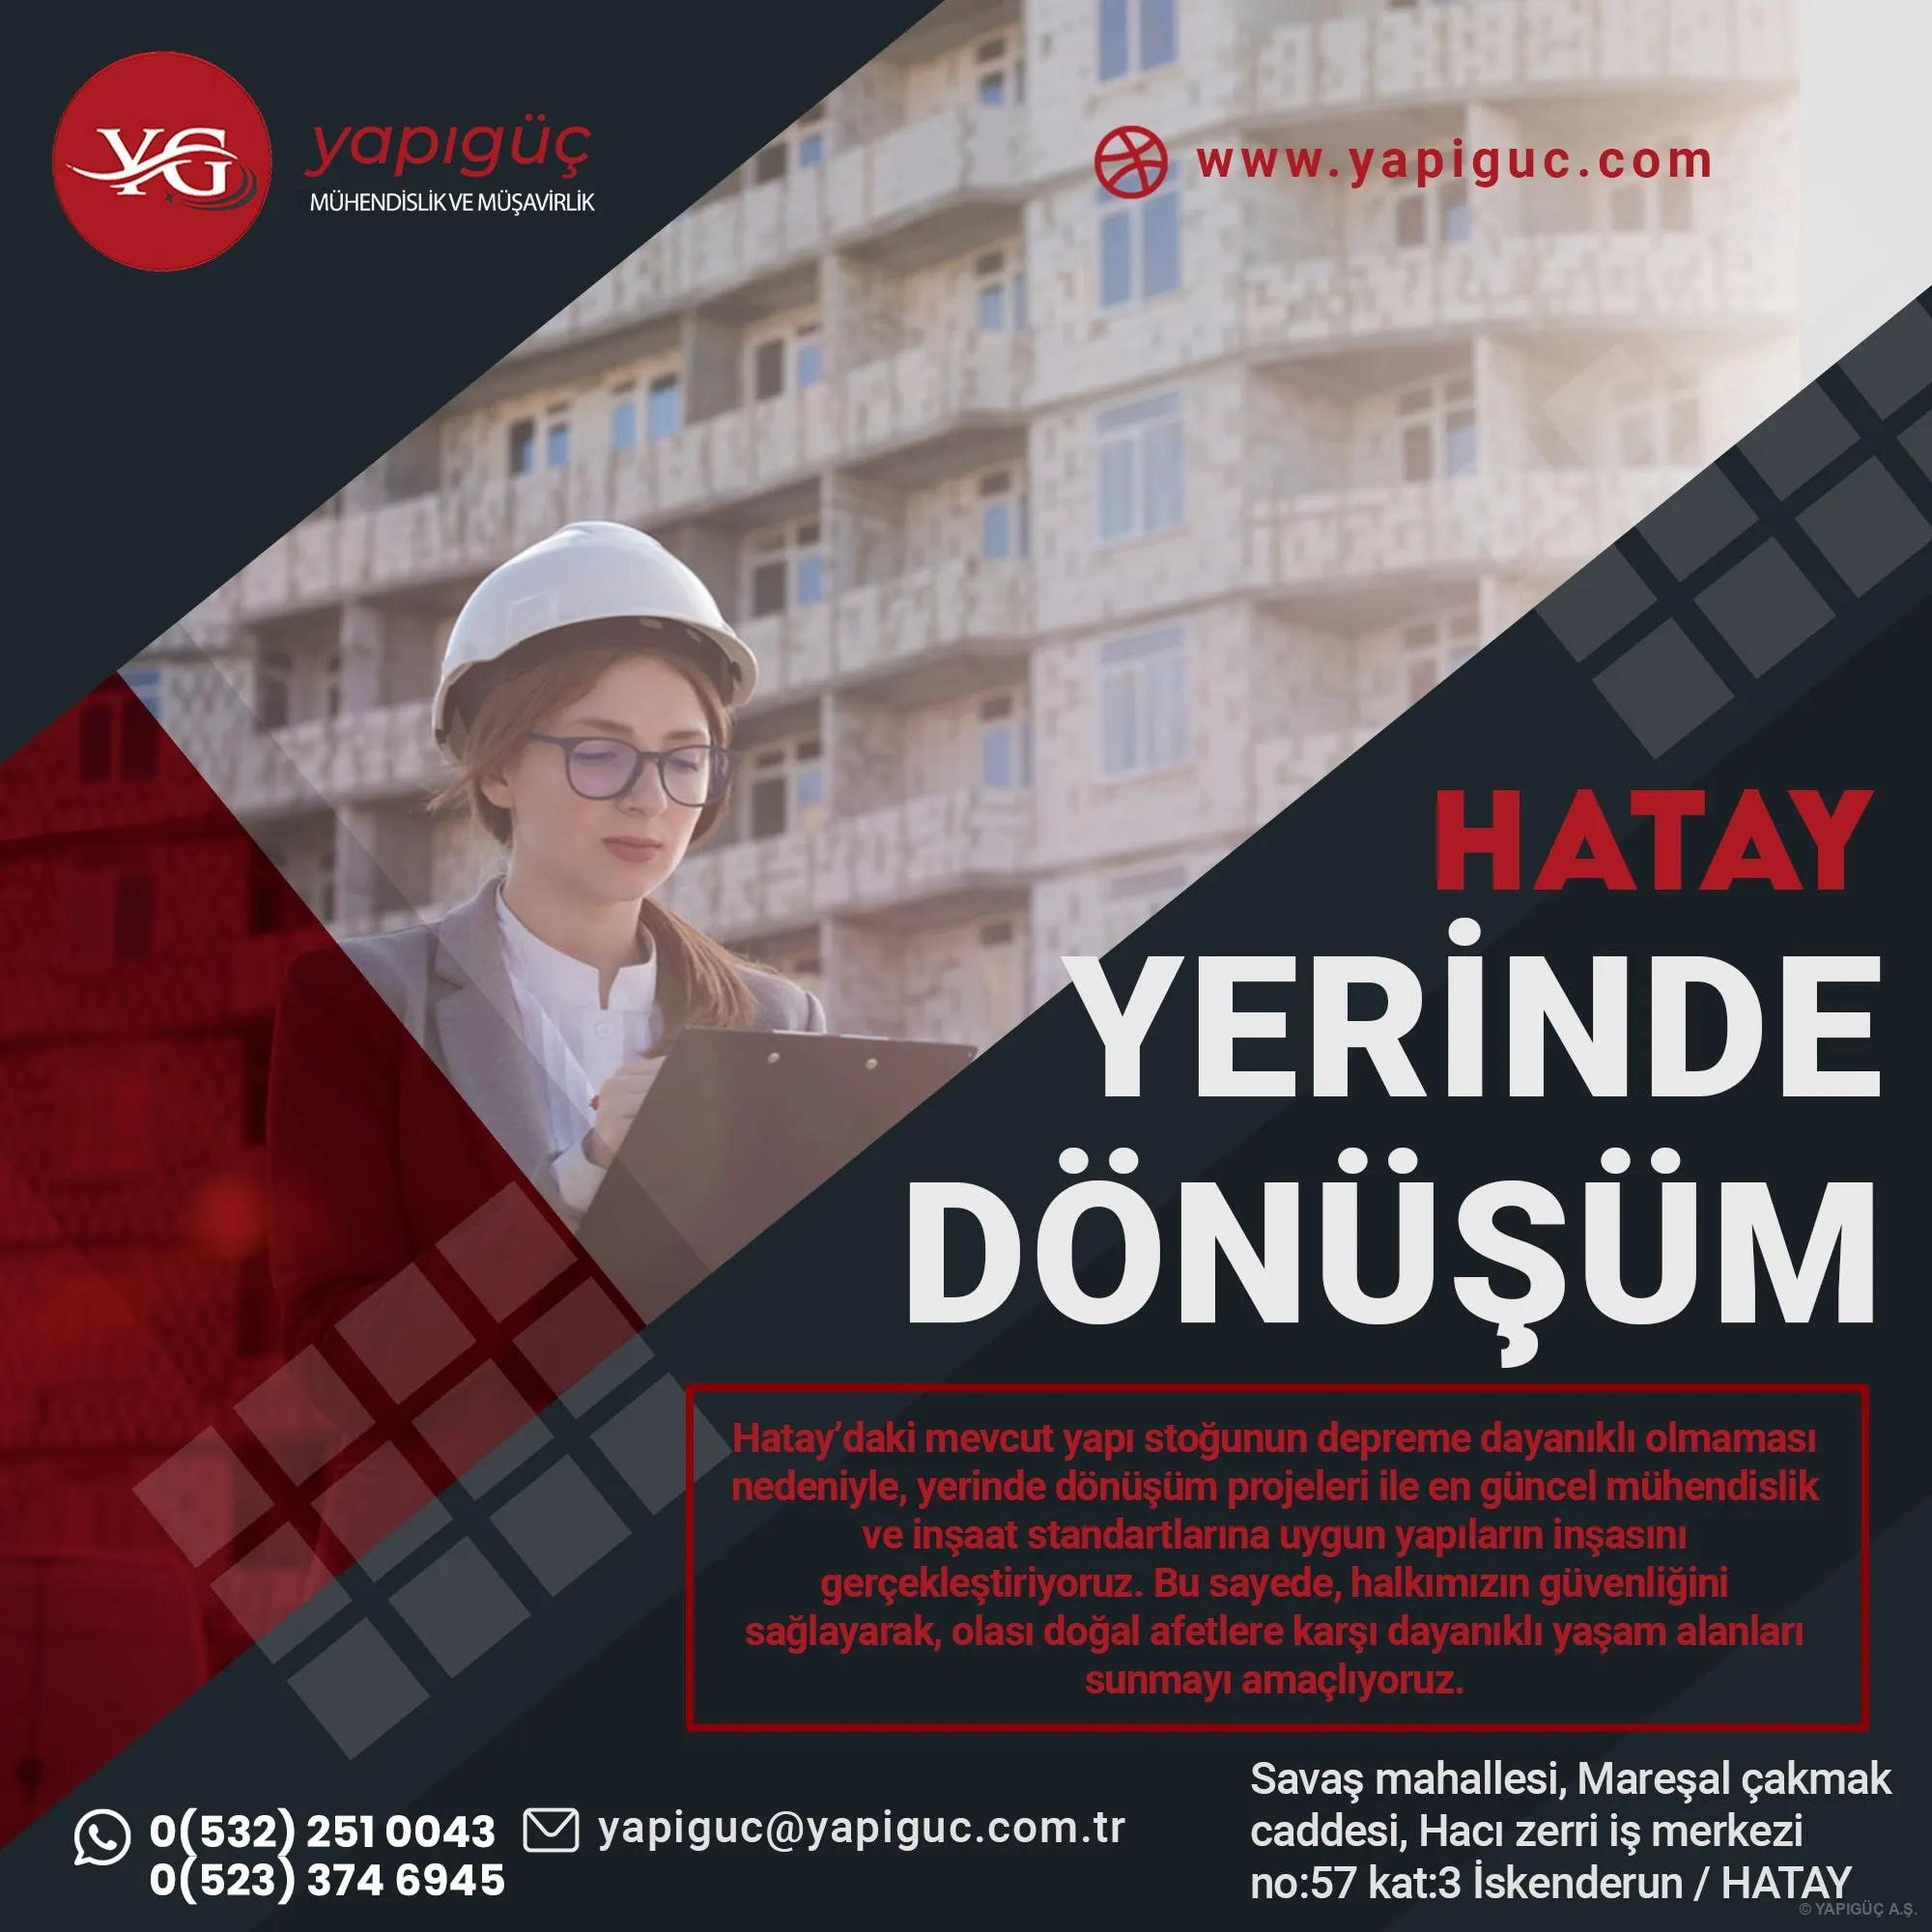 YG
yapıgüç
MÜHENDİSLİK VE MÜŞAVİRLİK
www.yapiguc.com
HATAY
YERİNDE
DÖNÜŞÜM
Hatay'daki mevcut yapı stoğunun depreme dayanıklı olmaması
nedeniyle, yerinde dönüşüm projeleri ile en güncel mühendislik
ve inşaat standartlarına uygun yapıların inşasını
gerçekleştiriyoruz. Bu sayede, halkımızın güvenliğini
sağlayarak, olası doğal afetlere karşı dayanıklı yaşam alanları
sunmayı amaçlıyoruz.
0(532) 251 0043
0(523) 374 6945
yapiguc@yapiguc.com.tr
Savaş mahallesi, Mareşal çakmak
caddesi, Hacı zerri iş merkezi
no:57 kat:3 İskenderun / HATAY
© YAPIGÜÇ A.Ş.